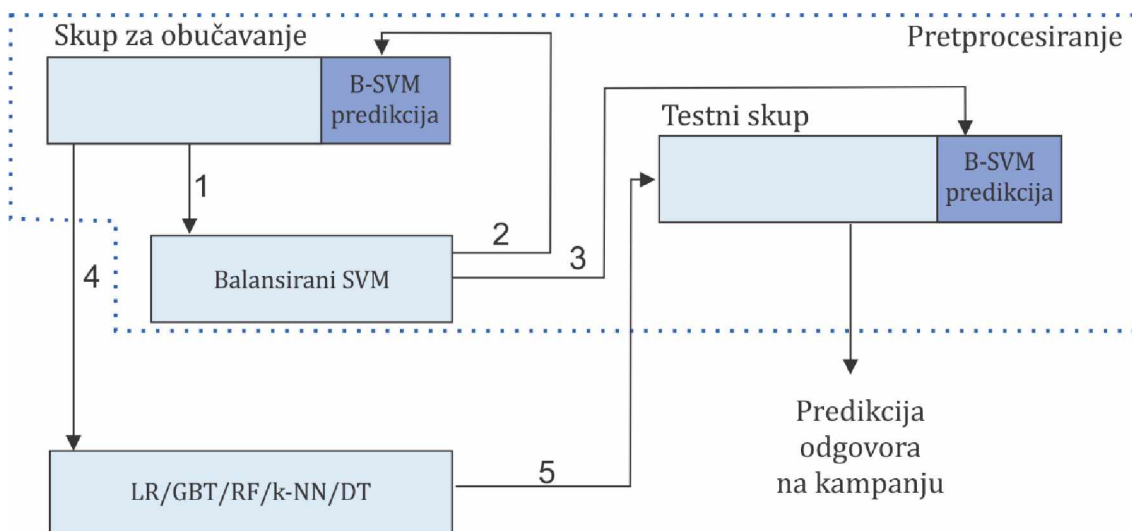 Skup za obučavanje
Pretprocesiranje
B-SVM
predikcija
Testni skup
B-SVM
predikcija
1
2
3
4
Balansirani SVM
Predikcija
odgovora
na kampanju
5
LR/GBT/RF/k-NN/DT